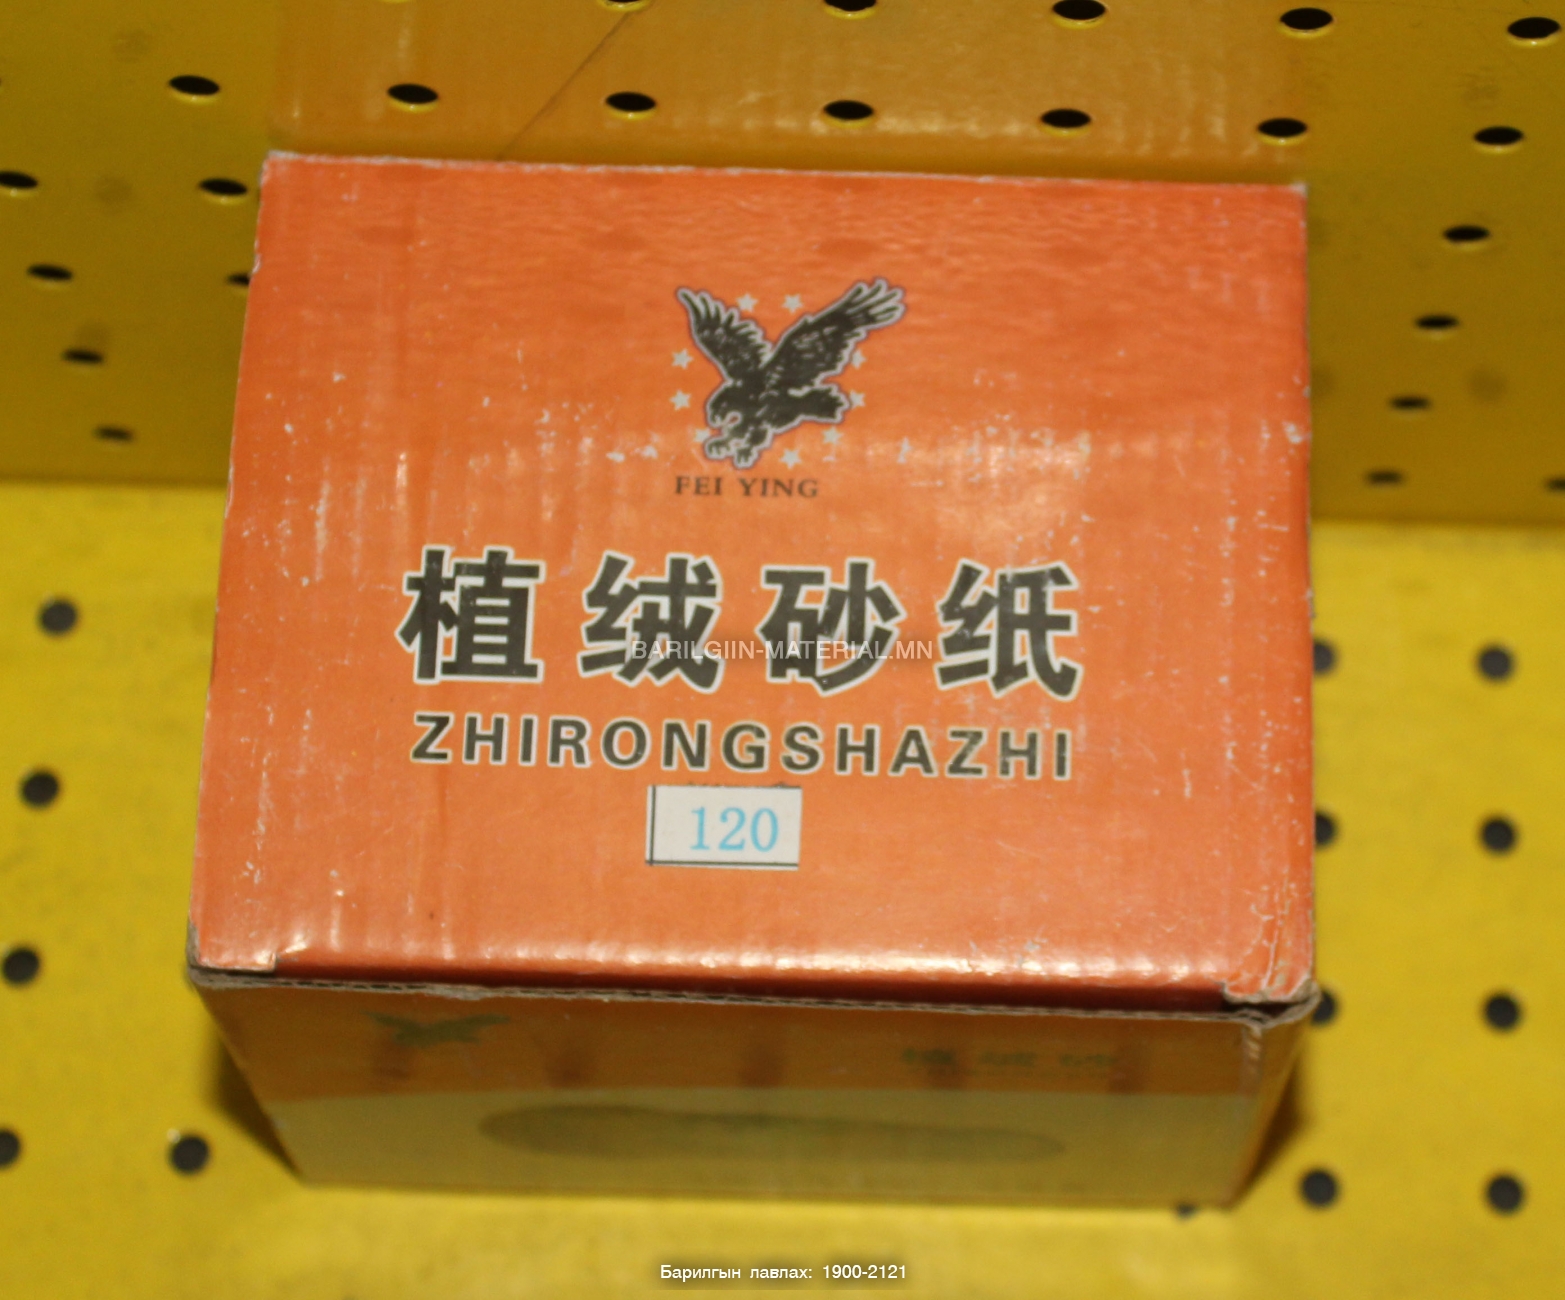 FEI YING
植绒砂纸
BARILGIIN-MATERIAL.MN
ZHIRONGSHAZHI
120
Барилгын лавлах: 1900-2121